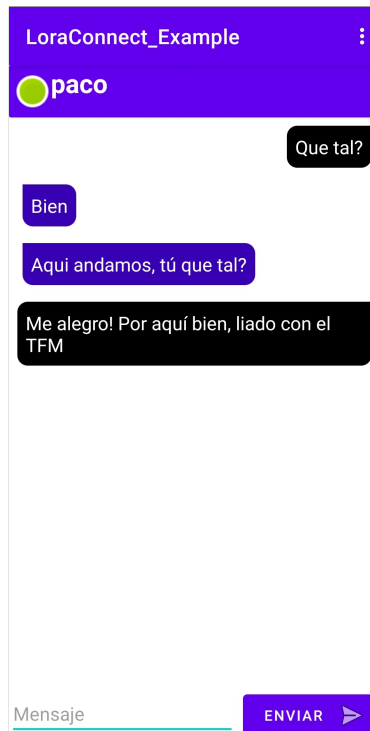 LoraConnect_Example
paco
Que tal?
Bien
Aqui andamos, tú que tal?
Me alegro! Por aquí bien, liado con el
TFM
Mensaje
ENVIAR